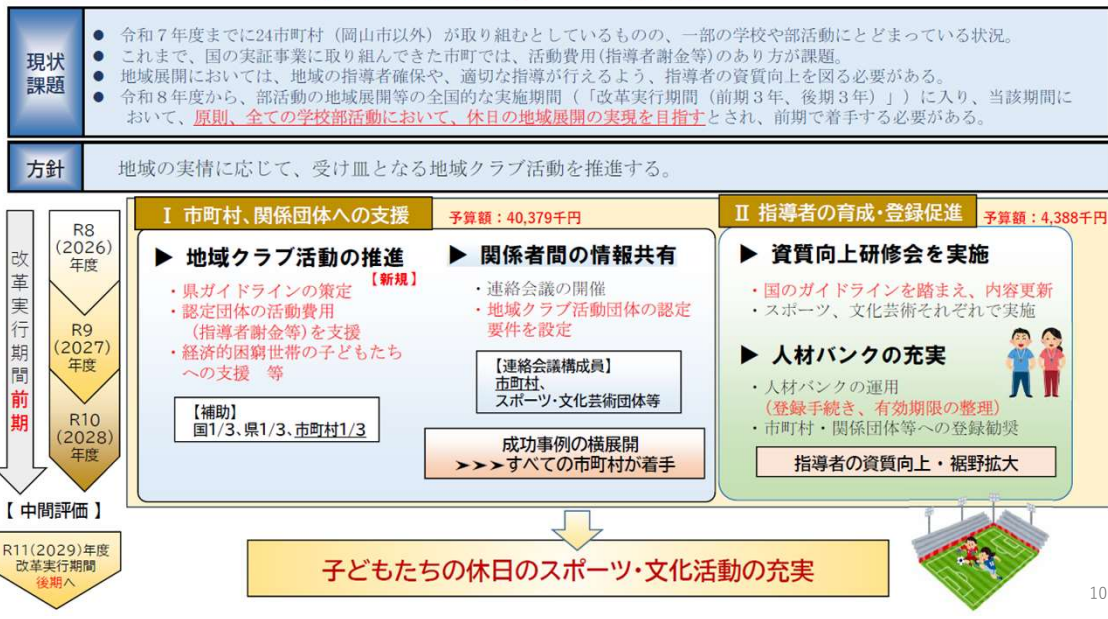 現状
課題
● 令和７年度までに24市町村（岡山市以外）が取り組むとしているものの、一部の学校や部活動にとどまっている状況。
● これまで、国の実証事業に取り組んできた市町では、活動費用(指導者謝金等)のあり方が課題。
● 地域展開においては、地域の指導者確保や、適切な指導が行えるよう、指導者の資質向上を図る必要がある。
● 令和８年度から、部活動の地域展開等の全国的な実施期間（「改革実行期間（前期３年、後期３年）」）に入り、当該期間に
おいて、原則、全ての学校部活動において、休日の地域展開の実現を目指すとされ、前期で着手する必要がある。
方針
地域の実情に応じて、受け皿となる地域クラブ活動を推進する。
改革実行期間前期
R8
(2026)
年度
R9
(2027)
年度
R10
(2028)
年度
【 中間評価 】
R11(2029)年度
改革実行期間
後期へ
Ⅰ 市町村、関係団体への支援
予算額：40,379千円
▶ 地域クラブ活動の推進
【新規】
・県ガイドラインの策定
・認定団体の活動費用
(指導者謝金等)を支援
・経済的困窮世帯の子どもたち
への支援　等
【補助】
国1/3、県1/3、市町村1/3
▶ 関係者間の情報共有
・連絡会議の開催
・地域クラブ活動団体の認定
要件を設定
【連絡会議構成員】
市町村、
スポーツ・文化芸術団体等
成功事例の横展開
➤➤➤すべての市町村が着手
Ⅱ 指導者の育成・登録促進
予算額：4,388千円
▶ 資質向上研修会を実施
・国のガイドラインを踏まえ、内容更新
・スポーツ、文化芸術それぞれで実施
▶ 人材バンクの充実
・人材バンクの運用
(登録手続き、有効期限の整理)
・市町村・関係団体等への登録勧奨
指導者の資質向上・裾野拡大
子どもたちの休日のスポーツ・文化活動の充実
10